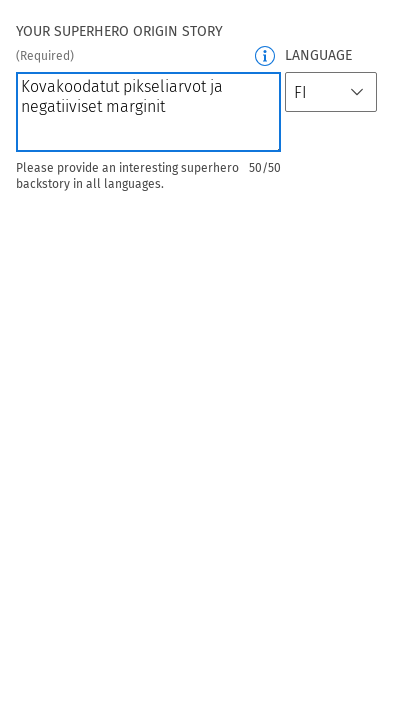 YOUR SUPERHERO ORIGIN STORY
(Required)
LANGUAGE
Kovakoodatut pikseliarvot ja
negatiiviset marginit
FI
Please provide an interesting superhero 50/50
backstory in all languages.